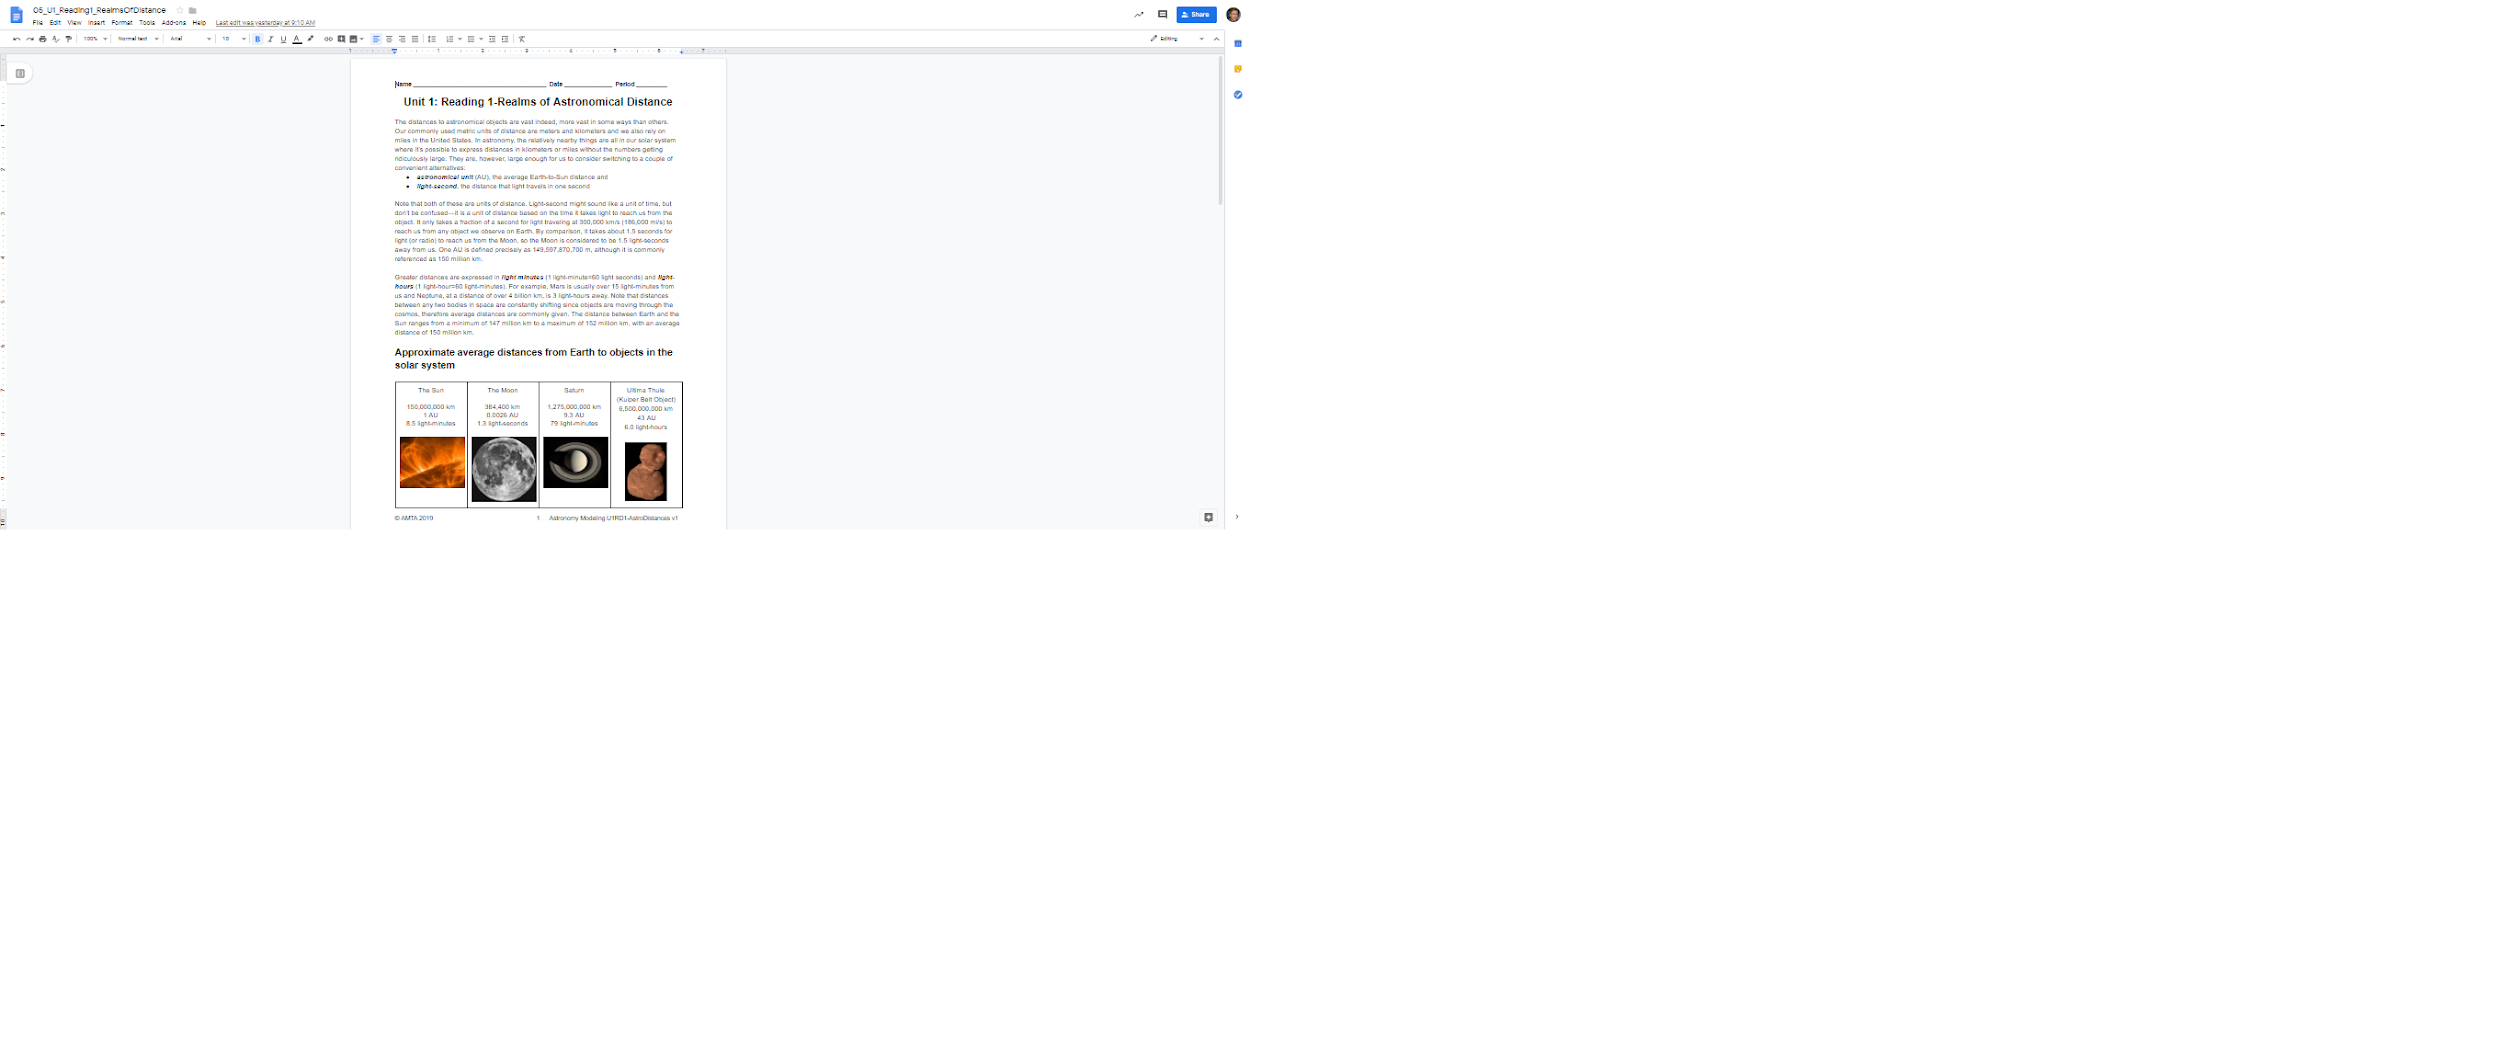 05_U1_Reading1_RealmsOfDistance
File Edit View Insert Format Tools Add-ons Help Last edit was yesterday at 9:10 AM
Share
100% Normal text Arial 10 B I U A Editing
1 1 2 3 4 5 6 7
Name Date Period
Unit 1: Reading 1-Realms of Astronomical Distance
The distances to astronomical objects are vast indeed, more vast in some ways than others.
Our commonly used metric units of distance are meters and kilometers and we also rely on
miles in the United States. In astronomy, the relatively nearby things are all in our solar system
where it's possible to express distances in kilometers or miles without the numbers getting
ridiculously large. They are, however, large enough for us to consider switching to a couple of
convenient alternatives:
• astronomical unit (AU), the average Earth-to-Sun distance and
• light-second, the distance that light travels in one second
Note that both of these are units of distance. Light-second might sound like a unit of time, but
don't be confused—it is a unit of distance based on the time it takes light to reach us from the
object. It only takes a fraction of a second for light traveling at 300,000 km/s (186,000 mi/s) to
reach us from any object we observe on Earth. By comparison, it takes about 1.5 seconds for
light (or radio) to reach us from the Moon, so the Moon is considered to be 1.5 light-seconds
away from us. One AU is defined precisely as 149,597,870,700 m, although it is commonly
referenced as 150 million km.
Greater distances are expressed in light minutes (1 light-minute=60 light seconds) and light-
hours (1 light-hour=60 light-minutes). For example, Mars is usually over 15 light-minutes from
us and Neptune, at a distance of over 4 billion km, is 3 light-hours away. Note that distances
between any two bodies in space are constantly shifting since objects are moving through the
cosmos, therefore average distances are commonly given. The distance between Earth and the
Sun ranges from a minimum of 147 million km to a maximum of 152 million km, with an average
distance of 150 million km.
Approximate average distances from Earth to objects in the
solar system
The Sun
150,000,000 km
1 AU
8.5 light-minutes
The Moon
384,400 km
0.0026 AU
1.3 light-seconds
Saturn
1,275,000,000 km
9.3 AU
79 light-minutes
Ultima Thule
(Kuiper Belt Object)
6,500,000,000 km
43 AU
6.0 light-hours
© AMTA 2019 1 Astronomy Modeling U1RD1-AstroDistances v1